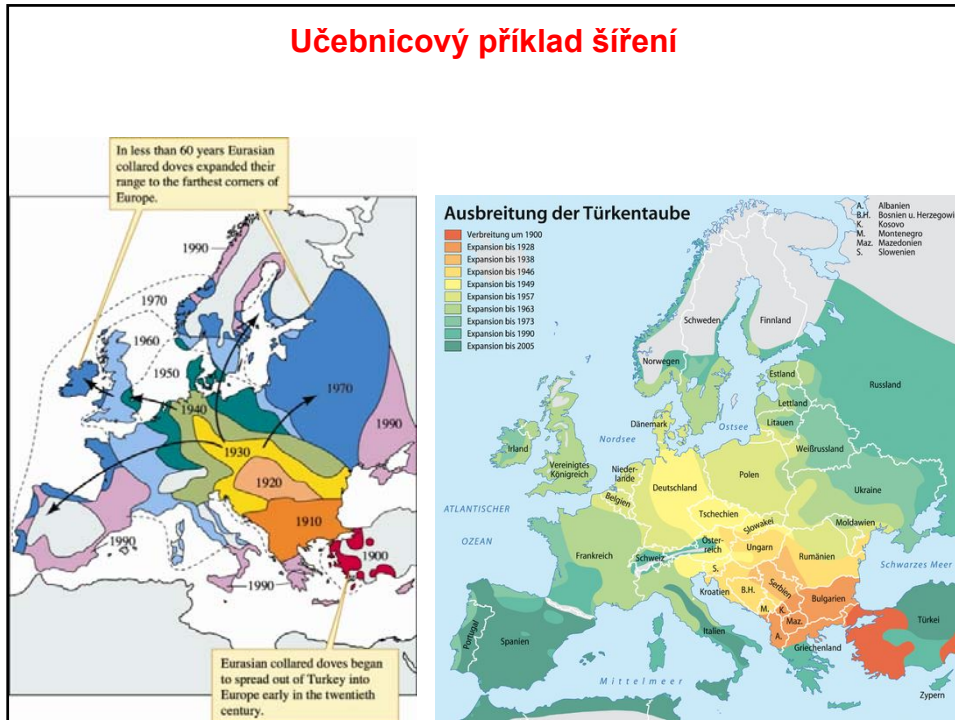 Učebnicový příklad šíření
In less than 60 years Eurasian
collared doves expanded their
range to the farthest corners of
Europe.
1990
1970
1960
1950
1940
1930
1920
1910
1900
1970
1990
1990
1990
Eurasian collared doves began
to spread out of Turkey into
Europe early in the twentieth
century.
Ausbreitung der Türkentaube
Verbreitung um 1900
Expansion bis 1928
Expansion bis 1938
Expansion bis 1946
Expansion bis 1949
Expansion bis 1957
Expansion bis 1963
Expansion bis 1973
Expansion bis 1990
Expansion bis 2005
A. Albanien
B.H. Bosnien u. Herzegowi
K. Kosovo
M. Montenegro
Maz. Mazedonien
S. Slowenien
Schweden
Finnland
Norwegen
Estland
Russland
Lettland
Dänemark
Ostsee
Litauen
Nordsee
Irland
Weißrussland
Vereinigtes
Königreich
Nieder-
lande
Polen
Belgien
Deutschland
Ukraine
ATLANTISCHER
OZEAN
Tschechien
Slowakei
Moldawien
Frankreich
Schweiz
Öster-
reich
Ungarn
Rumänien
S.
Schwarzes Meer
Kroatien
B.H.
Serbien
Bulgarien
M.
K.
Maz.
A.
Italien
Portugal
Spanien
Türkei
Griechenland
Mittelmeer
Zypern